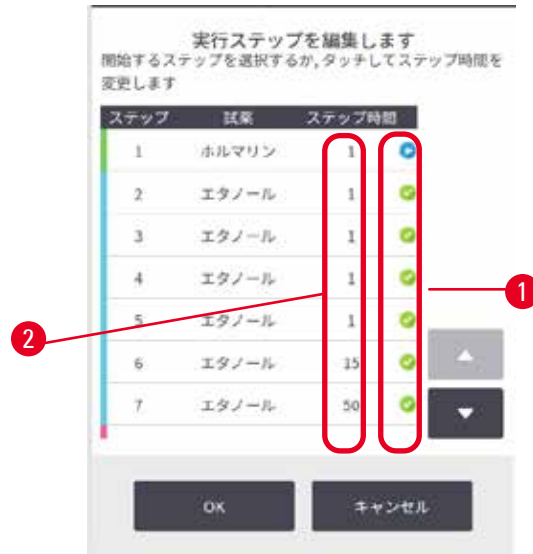 実行ステップを編集します
開始するステップを選択するか,タッチしてステップ時間を
変更します
ステップ 試薬 ステップ時間
1 ホルマリン 1
2 エタノール 1
3 エタノール 1
4 エタノール 1
5 エタノール 1
6 エタノール 15
7 エタノール 50
1
2
OK キャンセル